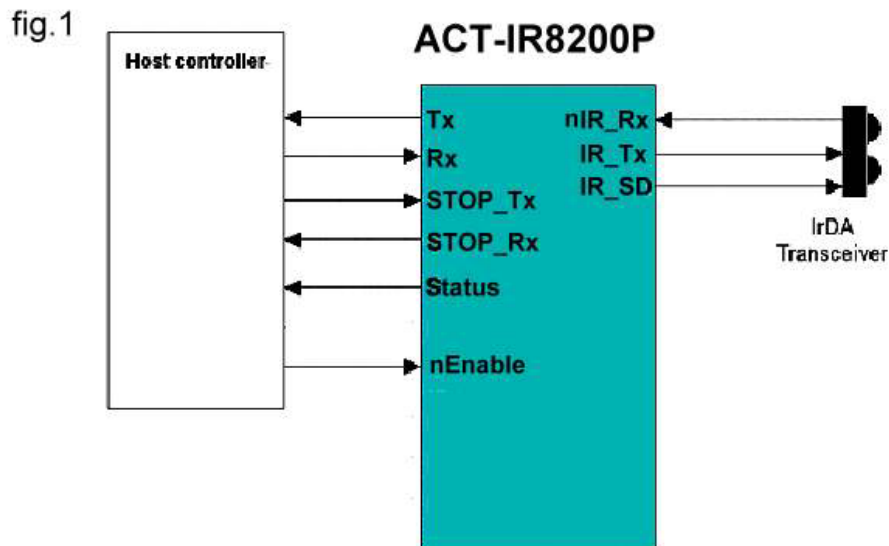 fig.1
ACT-IR8200P
Host controller
Tx
Rx
STOP_Tx
STOP_Rx
Status
nEnable
nIR_Rx
IR_Tx
IR_SD
IrDA
Transceiver